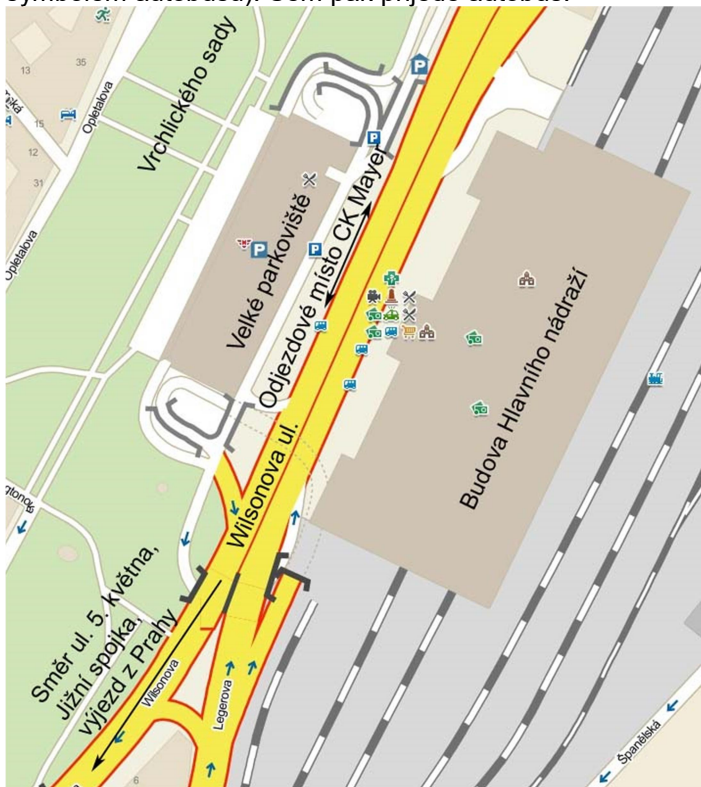 symbolem autobusu). Sem pak přijede autobus.
Vrchlického sady
Opletalova
35
13
15
12
31
Opletalova
P
P
P
P
Velké parkoviště
Odjezdové místo CK Mayer
Budova Hlavního nádraží
Wilsonova ul.
Směr ul. 5. května,
Jižní spojka,
výjezd z Prahy
Wilsonova
Legerova
Španělská
6